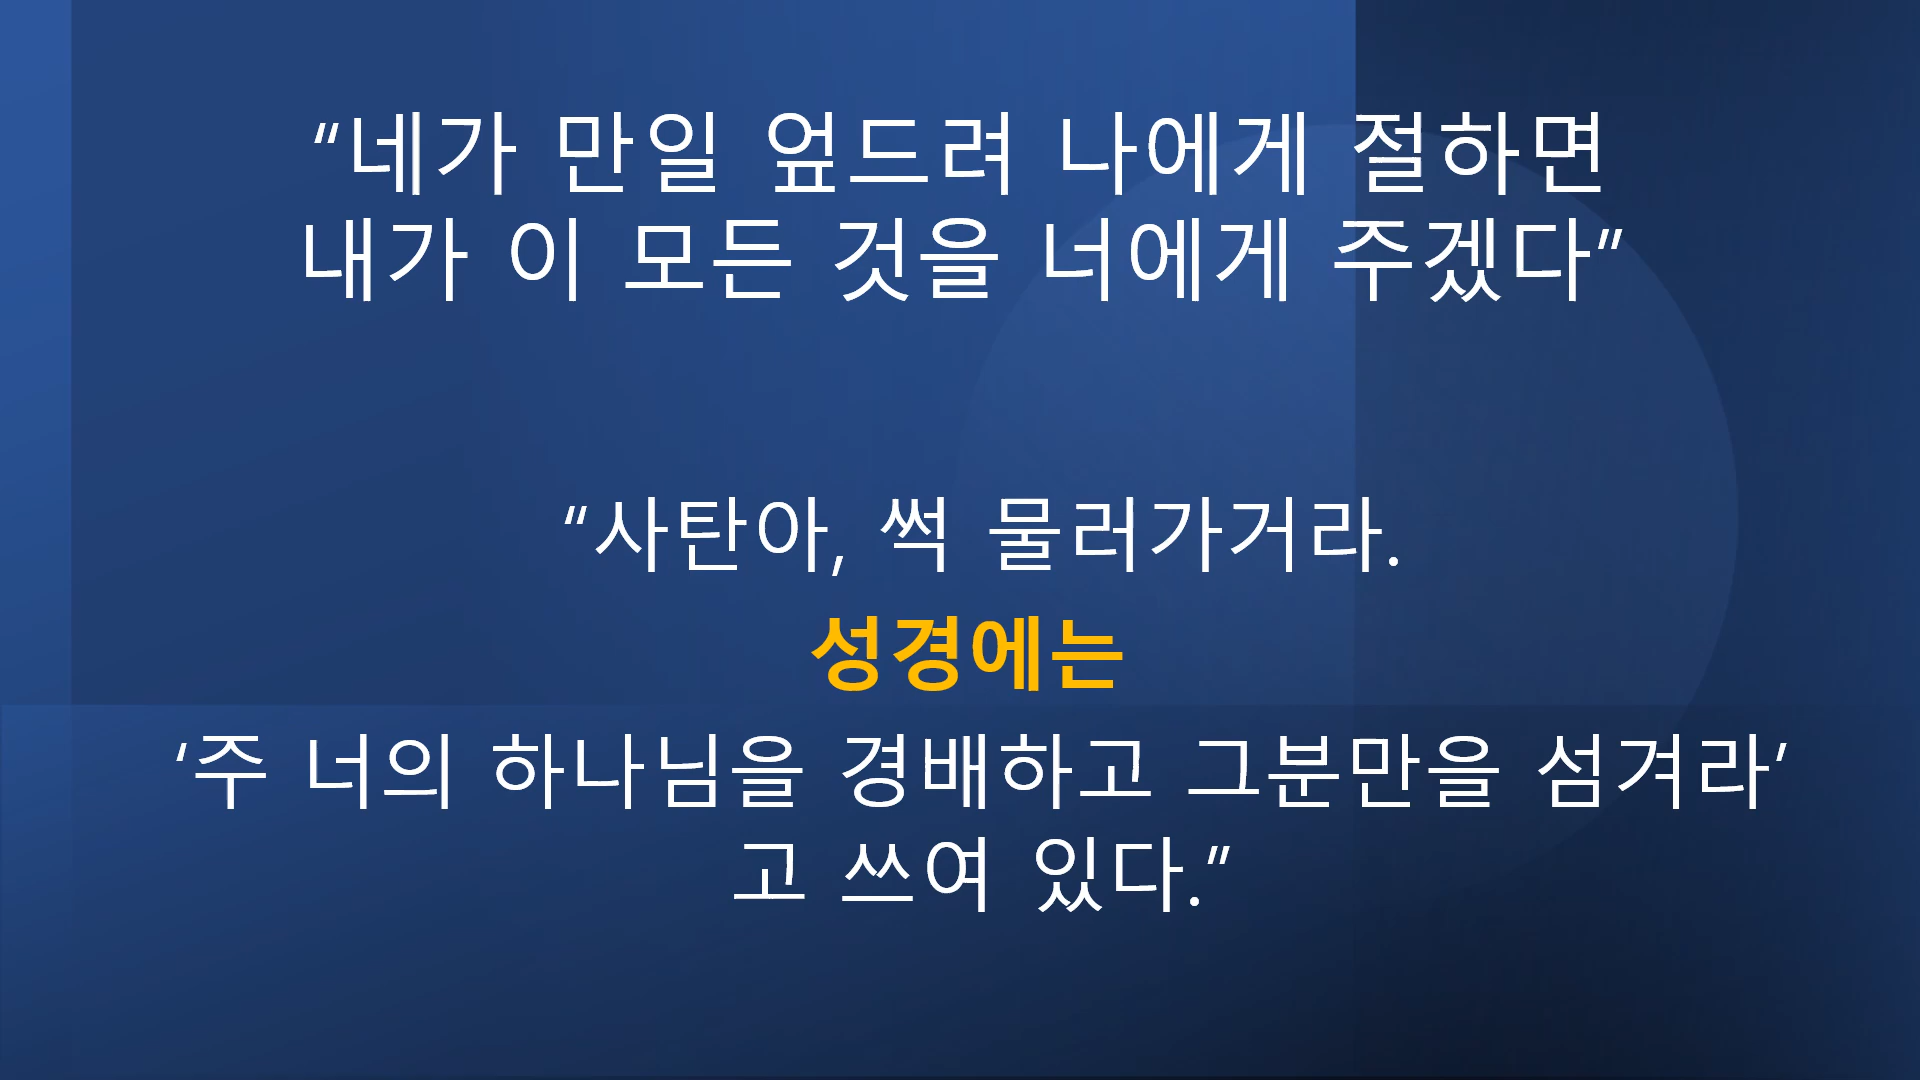 “네가 만일 엎드려 나에게 절하면
내가 이 모든 것을 너에게 주겠다”
“사탄아, 썩 물러가거라.
성경에는
‘주 너의 하나님을 경배하고 그분만을 섬겨라’
고 쓰여 있다.”